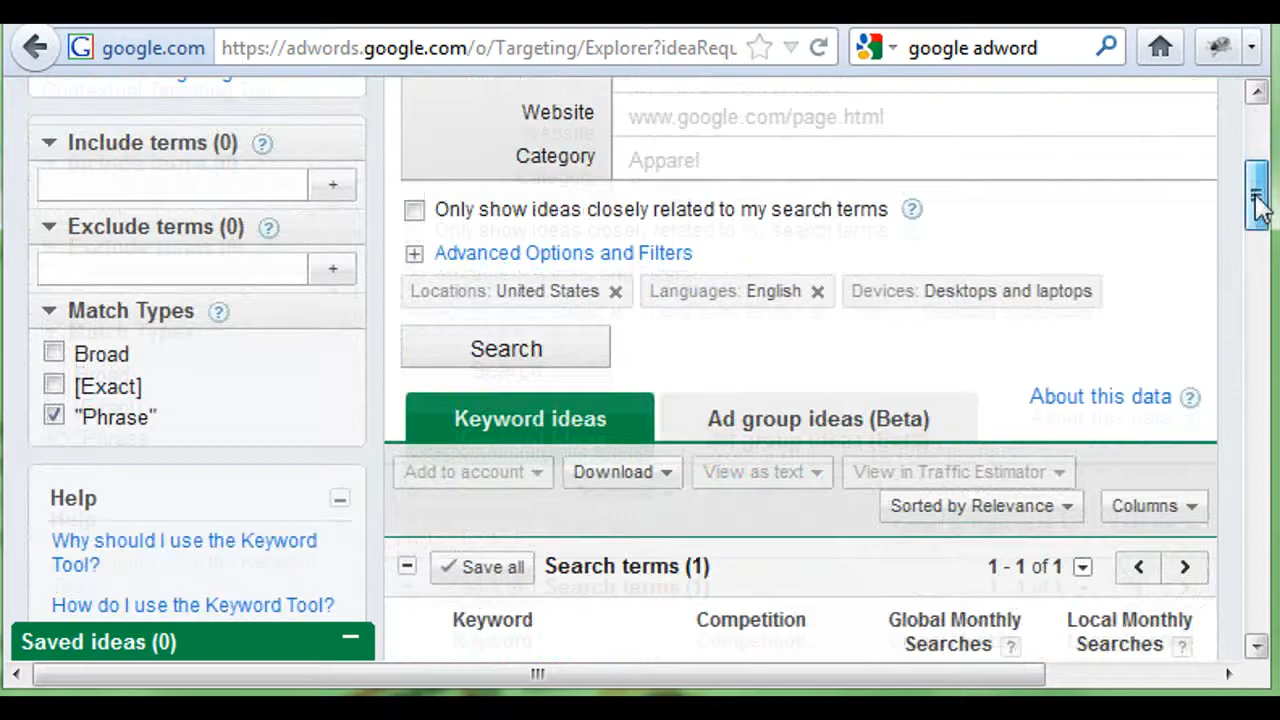 google.com
https://adwords.google.com/o/Targeting/Explorer?ideaRequ
google adword
Website
www.google.com/page.html
Category
Apparel
Include terms (0)
+
Exclude terms (0)
+
Match Types
Broad
[Exact]
"Phrase"
Help
Why should I use the Keyword
Tool?
How do I use the Keyword Tool?
Saved ideas (0)
Only show ideas closely related to my search terms
Advanced Options and Filters
Locations: United States
Languages: English
Devices: Desktops and laptops
Search
Keyword ideas
Ad group ideas (Beta)
About this data
Add to account
Download
View as text
View in Traffic Estimator
Sorted by Relevance
Columns
Save all
Search terms (1)
1 - 1 of 1
Keyword
Competition
Global Monthly
Searches
Local Monthly
Searches